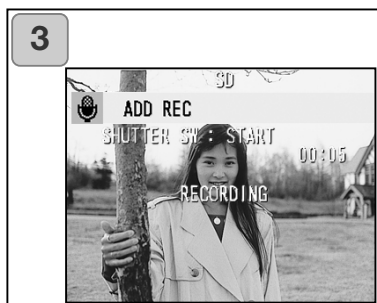 3
SD
ADD REC
SHUTTER SW : START
00:05
RECORDING